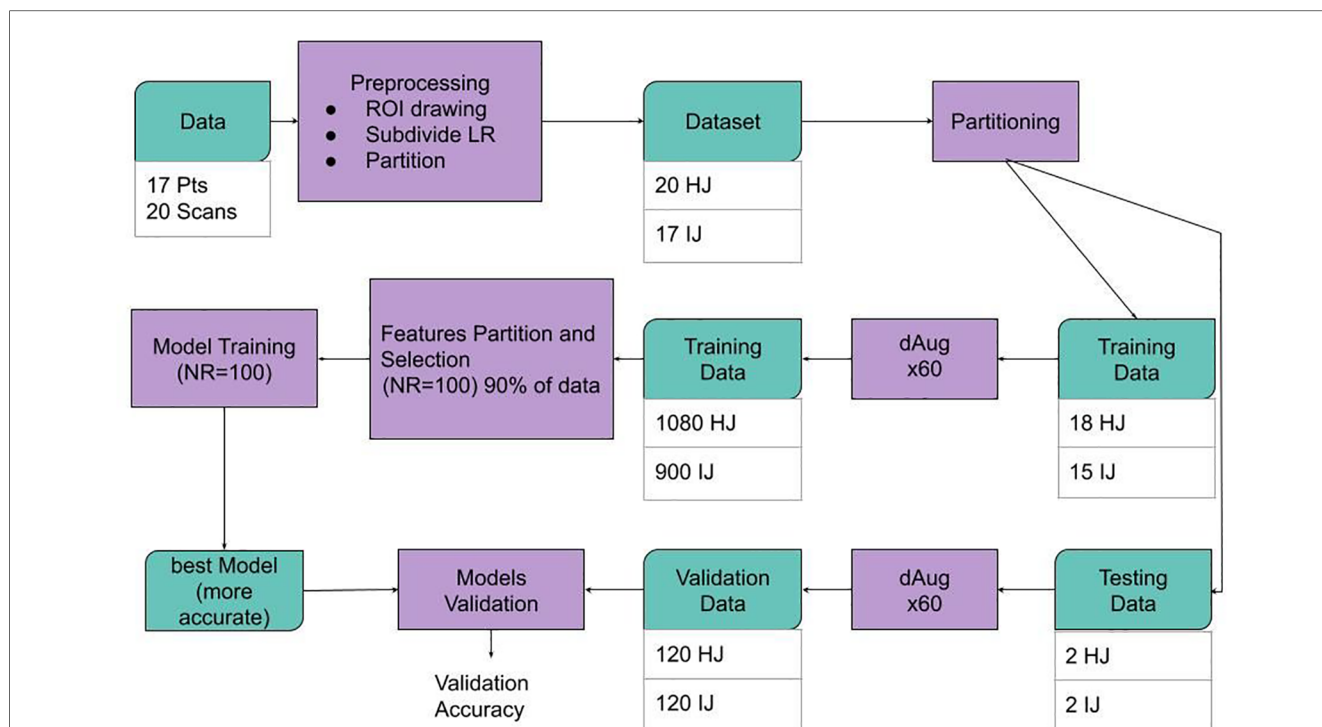 Data
17 Pts
20 Scans
Preprocessing
● ROI drawing
● Subdivide LR
● Partition
Dataset
20 HJ
17 IJ
Partitioning
Training
Data
18 HJ
15 IJ
dAug
x60
Training
Data
1080 HJ
900 IJ
Features Partition and
Selection
(NR=100) 90% of data
Model Training
(NR=100)
best Model
(more
accurate)
Models
Validation
Validation
Accuracy
Validation
Data
120 HJ
120 IJ
dAug
x60
Testing
Data
2 HJ
2 IJ